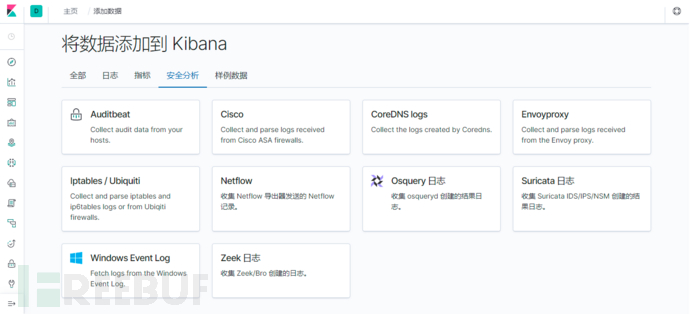 D 主页 / 添加数据
将数据添加到 Kibana
全部 日志 指标 安全分析 样例数据
Auditbeat
Collect audit data from your
hosts.
Cisco
Collect and parse logs received
from Cisco ASA firewalls.
CoreDNS logs
Collect the logs created by Coredns.
Envoyproxy
Collect and parse logs received
from the Envoy proxy.
Iptables / Ubiquiti
Collect and parse iptables and
ip6tables logs or from Ubiqiti
firewalls.
Netflow
收集 Netflow 导出器发送的 Netflow
记录。
Osquery 日志
收集 osqueryd 创建的结果日
志。
Suricata 日志
收集 Suricata IDS/IPS/NSM 创建的结
果日志。
Windows Event Log
Fetch logs from the Windows
Event Log.
Zeek 日志
收集 Zeek/Bro 创建的日志。
FREEBUF